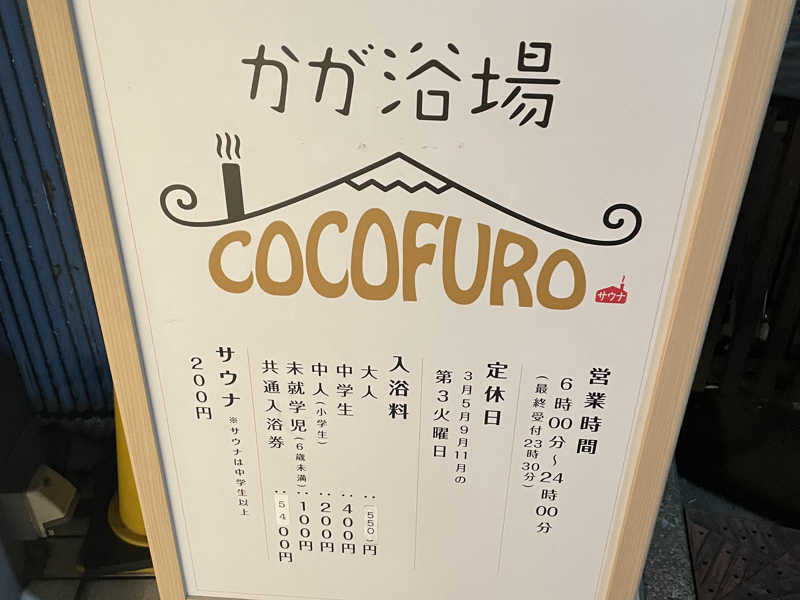 かが浴場
COCOFURO
サウナ
営業時間
6時00分〜24時00分
(最終受付23時30分)
定休日
3月5月9月11月の
第3火曜日
入浴料
大人:(550)円
中学生:400円
中人(小学生):200円
未就学児(6歳未満):100円
共通入浴券:5400円
サウナ ※サウナは中学生以上
200円